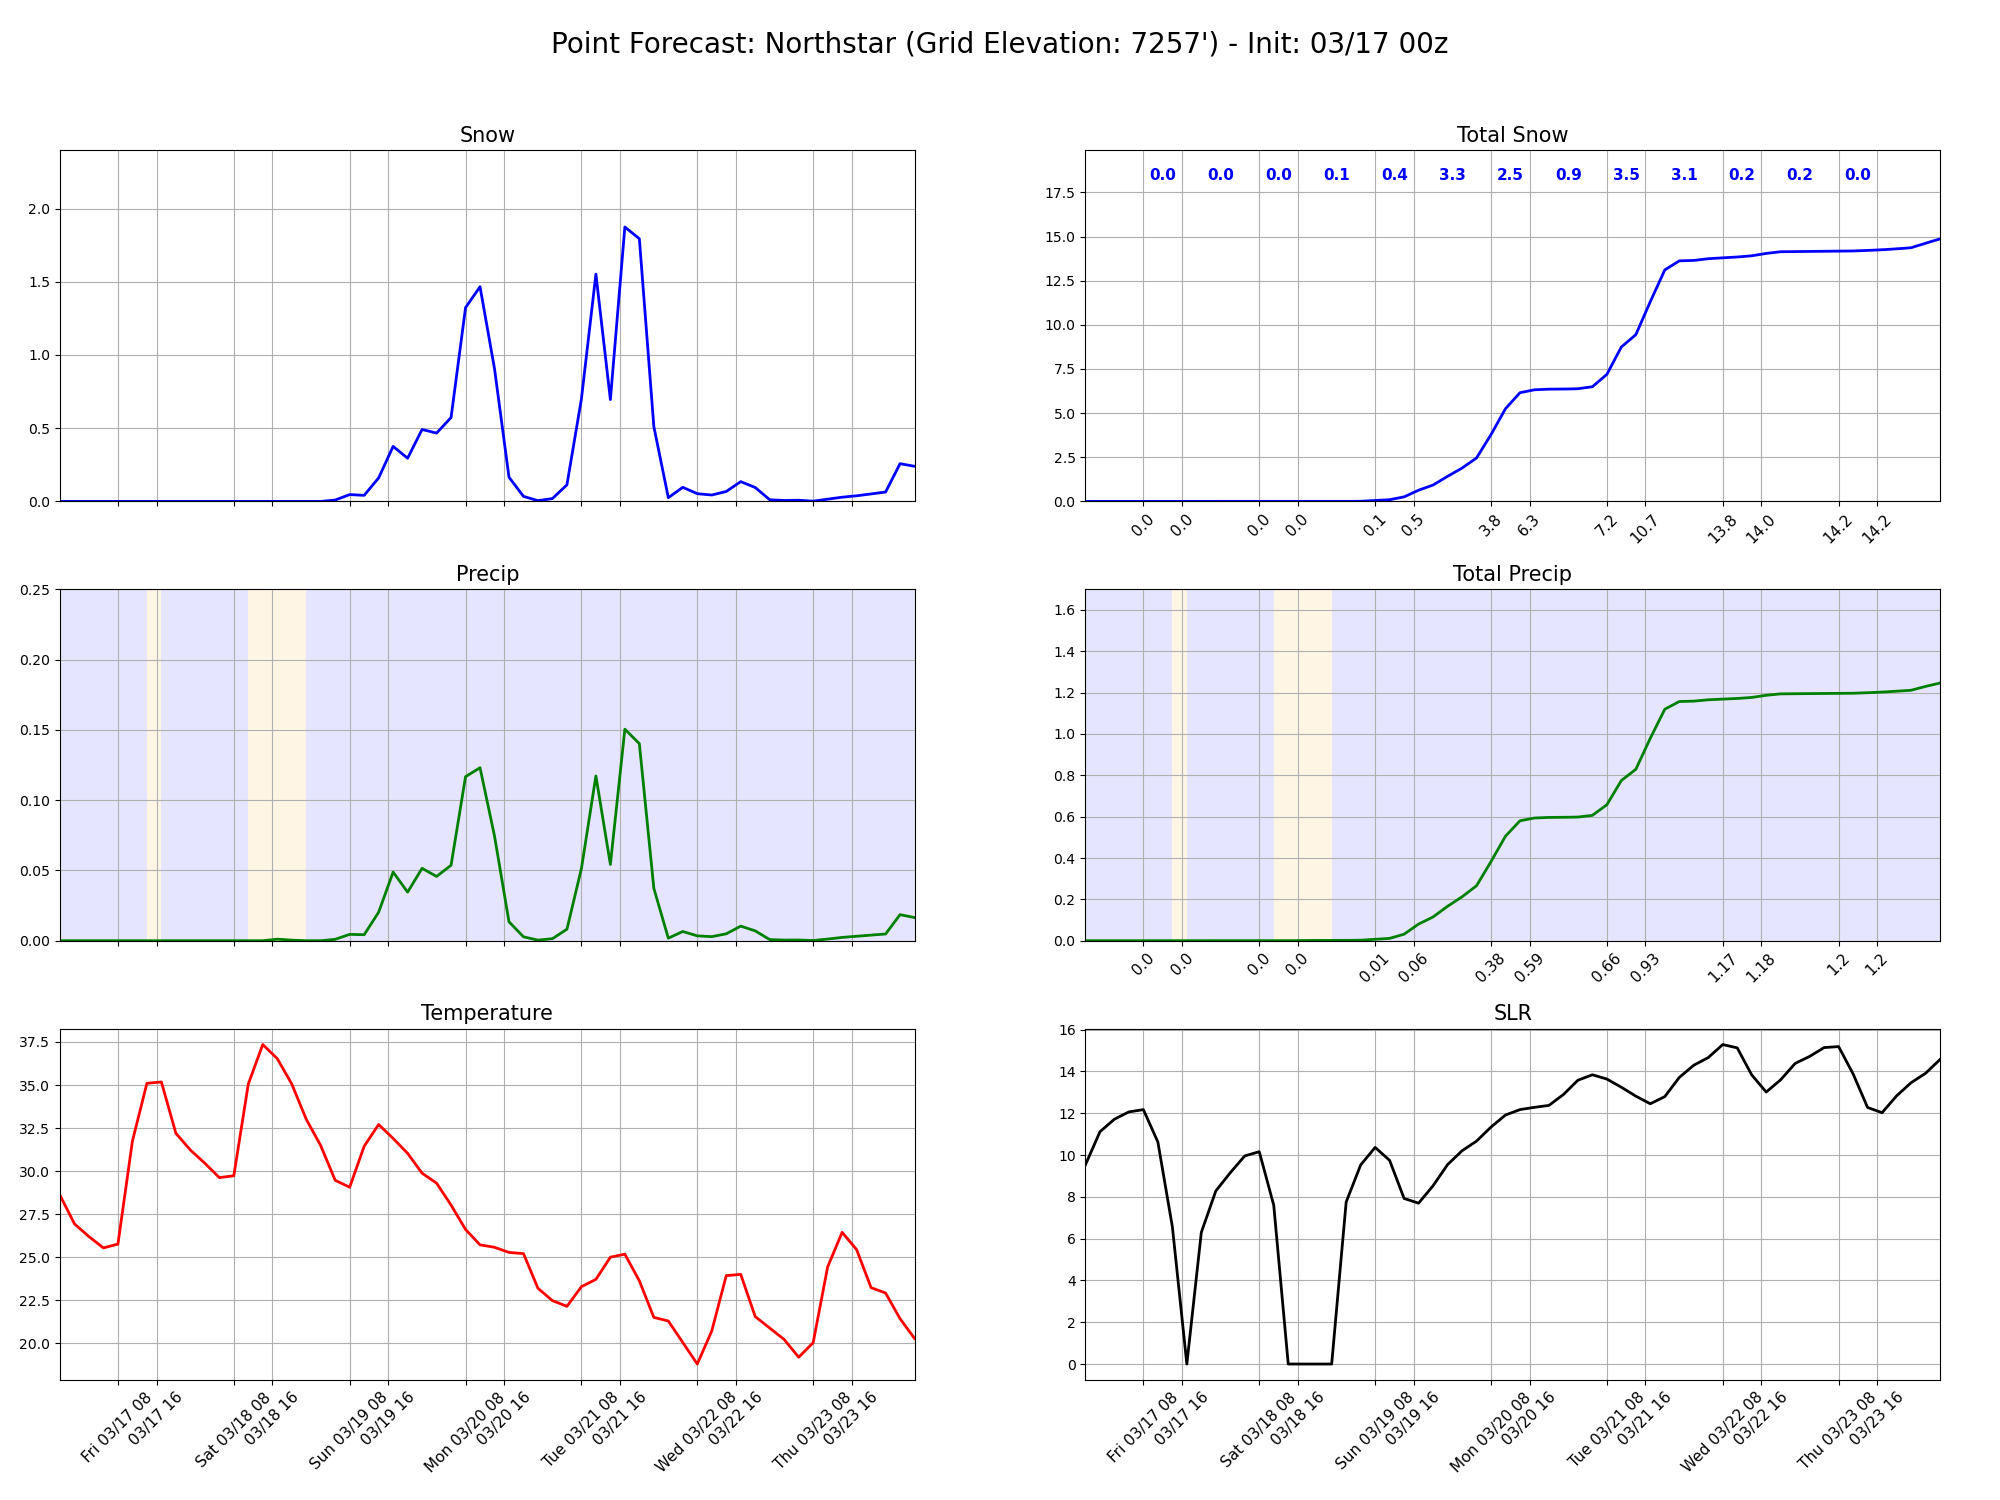 Point Forecast: Northstar (Grid Elevation: 7257') - Init: 03/17 00z
Snow
2.0
1.5
1.0
0.5
0.0
Total Snow
0.0 0.0 0.0 0.1 0.4 3.3 2.5 0.9 3.5 3.1 0.2 0.2 0.0
17.5
15.0
12.5
10.0
7.5
5.0
2.5
0.0
0.0 0.0 0.0 0.0 0.1 0.5 3.8 6.3 7.2 10.7 13.8 14.0 14.2 14.2
Precip
0.25
0.20
0.15
0.10
0.05
0.00
Total Precip
1.6
1.4
1.2
1.0
0.8
0.6
0.4
0.2
0.0
0.0 0.0 0.0 0.0 0.01 0.06 0.38 0.59 0.66 0.93 1.17 1.18 1.2 1.2
Temperature
37.5
35.0
32.5
30.0
27.5
25.0
22.5
20.0
Fri 03/17 08
03/17 16
Sat 03/18 08
03/18 16
Sun 03/19 08
03/19 16
Mon 03/20 08
03/20 16
Tue 03/21 08
03/21 16
Wed 03/22 08
03/22 16
Thu 03/23 08
03/23 16
SLR
16
14
12
10
8
6
4
2
0
Fri 03/17 08
03/17 16
Sat 03/18 08
03/18 16
Sun 03/19 08
03/19 16
Mon 03/20 08
03/20 16
Tue 03/21 08
03/21 16
Wed 03/22 08
03/22 16
Thu 03/23 08
03/23 16